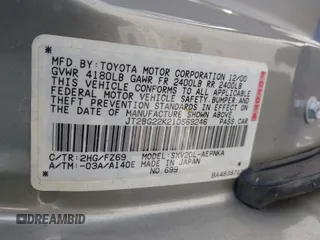 MFD. BY: TOYOTA MOTOR CORPORATION 12/00
GVWR 4180LB GAWR FR 2400LB RR 2400LB
THIS VEHICLE CONFORMS TO ALL APPLICABLE
FEDERAL MOTOR VEHICLE SAFETY, BUMPER, AND
THEFT PREVENTION STANDARDS IN EFFECT ON
THE DATE OF MANUFACTURE SHOWN ABOVE.
JT2BG22K210569246
PASS. CAR
C/TR: 2HG/FZ69 MODEL: SXV20L-AEPNKA
A/TM: -03A/A140E MADE IN JAPAN
NO.699
© DRIVEBIDAMID